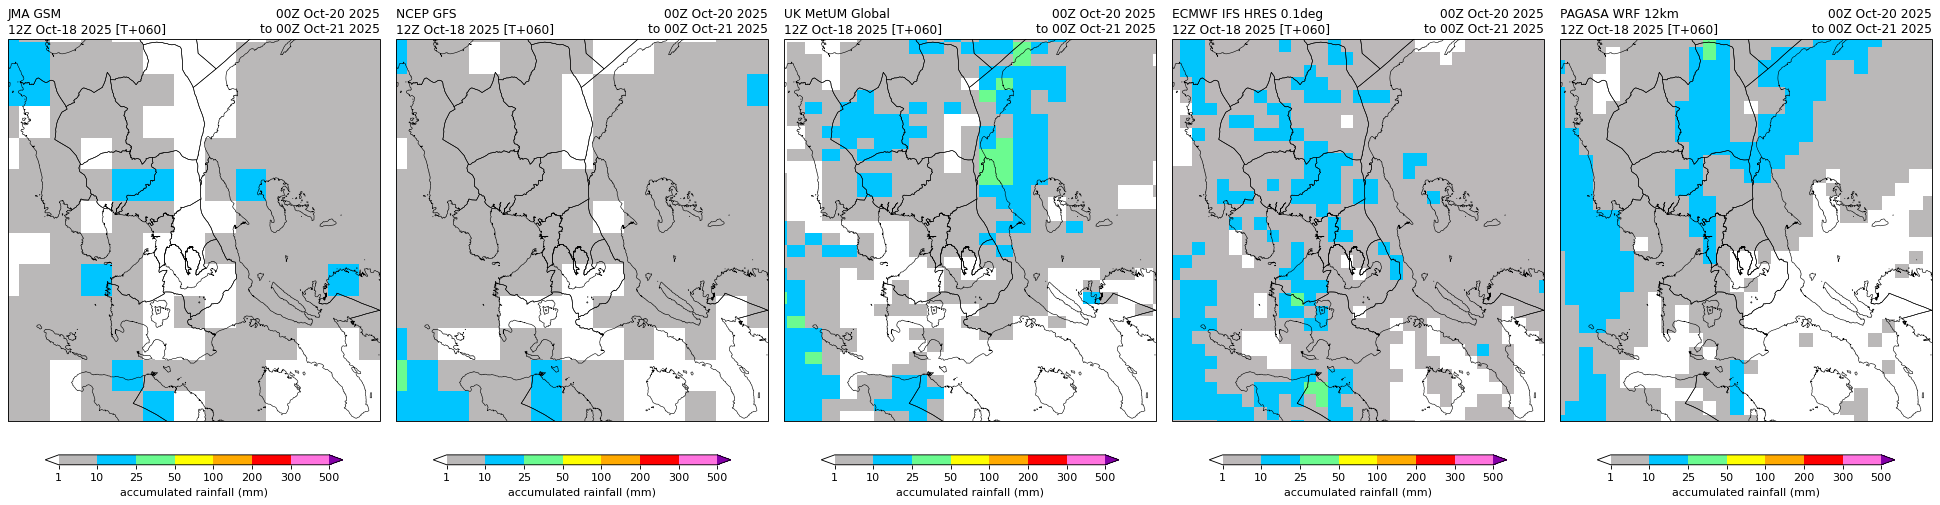 JMA GSM 00Z Oct-20 2025
12Z Oct-18 2025 [T+060] to 00Z Oct-21 2025
NCEP GFS 00Z Oct-20 2025
12Z Oct-18 2025 [T+060] to 00Z Oct-21 2025
UK MetUM Global 00Z Oct-20 2025
12Z Oct-18 2025 [T+060] to 00Z Oct-21 2025
ECMWF IFS HRES 0.1deg 00Z Oct-20 2025
12Z Oct-18 2025 [T+060] to 00Z Oct-21 2025
PAGASA WRF 12km 00Z Oct-20 2025
12Z Oct-18 2025 [T+060] to 00Z Oct-21 2025
1 10 25 50 100 200 300 500
accumulated rainfall (mm)
1 10 25 50 100 200 300 500
accumulated rainfall (mm)
1 10 25 50 100 200 300 500
accumulated rainfall (mm)
1 10 25 50 100 200 300 500
accumulated rainfall (mm)
1 10 25 50 100 200 300 500
accumulated rainfall (mm)